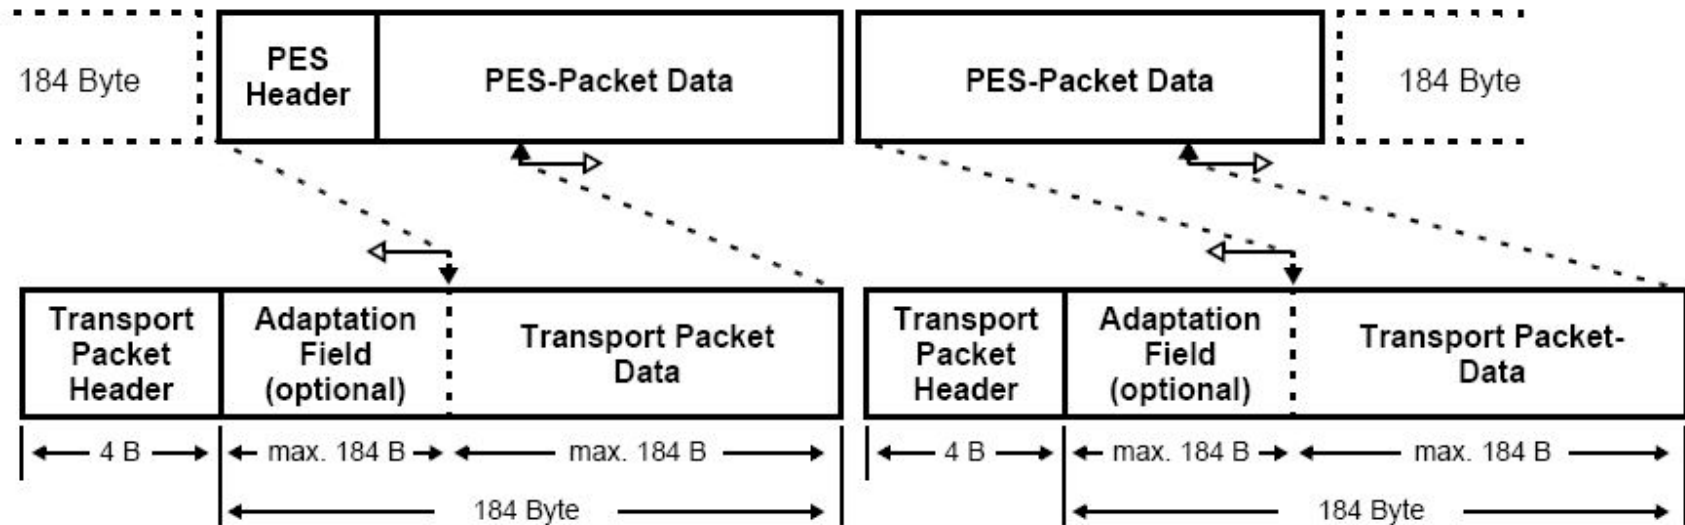 184 Byte
PES
Header
PES-Packet Data
PES-Packet Data
184 Byte
Transport
Packet
Header
Adaptation
Field
(optional)
Transport Packet
Data
Transport
Packet
Header
Adaptation
Field
(optional)
Transport Packet-
Data
4 B
max. 184 B
max. 184 B
4 B
max. 184 B
max. 184 B
184 Byte
184 Byte